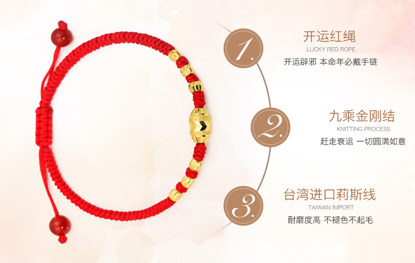 1.
开运红绳
LUCKY RED ROPE
开运辟邪 本命年必戴手链
2.
九乘金刚结
KNITTING PROCESS
赶走衰运 一切圆满如意
3.
台湾进口莉斯线
TAIWAN IMPORT
耐磨度高 不褪色不起毛